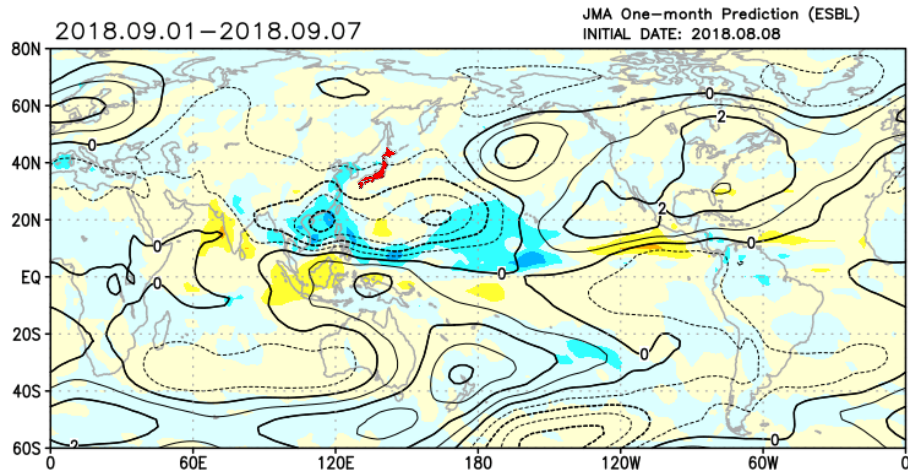 JMA One-month Prediction (ESBL)
2018.09.01-2018.09.07
INITIAL DATE: 2018.08.08
80N
60N
40N
20N
EQ
20S
40S
60S
0
60E
120E
180
120W
60W
0
0
2
0
2
0
0
0
0
0
0
2